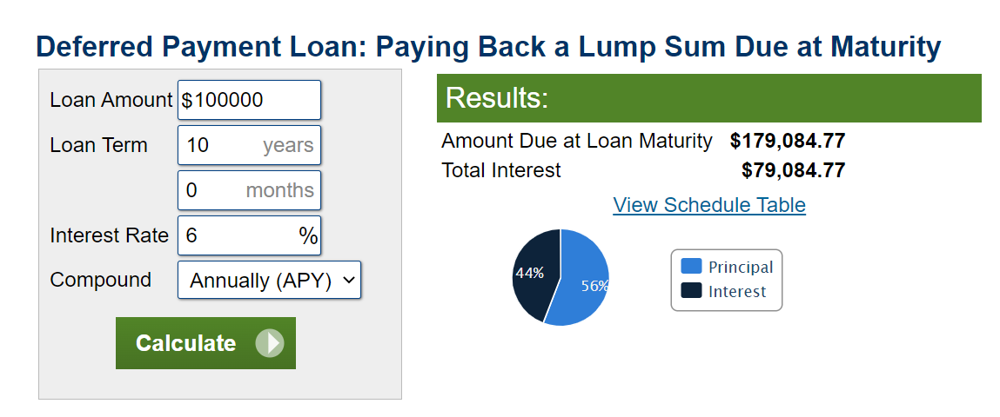 Deferred Payment Loan: Paying Back a Lump Sum Due at Maturity
Loan Amount $100000
Loan Term 10 years
0 months
Interest Rate 6 %
Compound Annually (APY)
Calculate
Results:
Amount Due at Loan Maturity $179,084.77
Total Interest $79,084.77
View Schedule Table
44%
56%
Principal
Interest